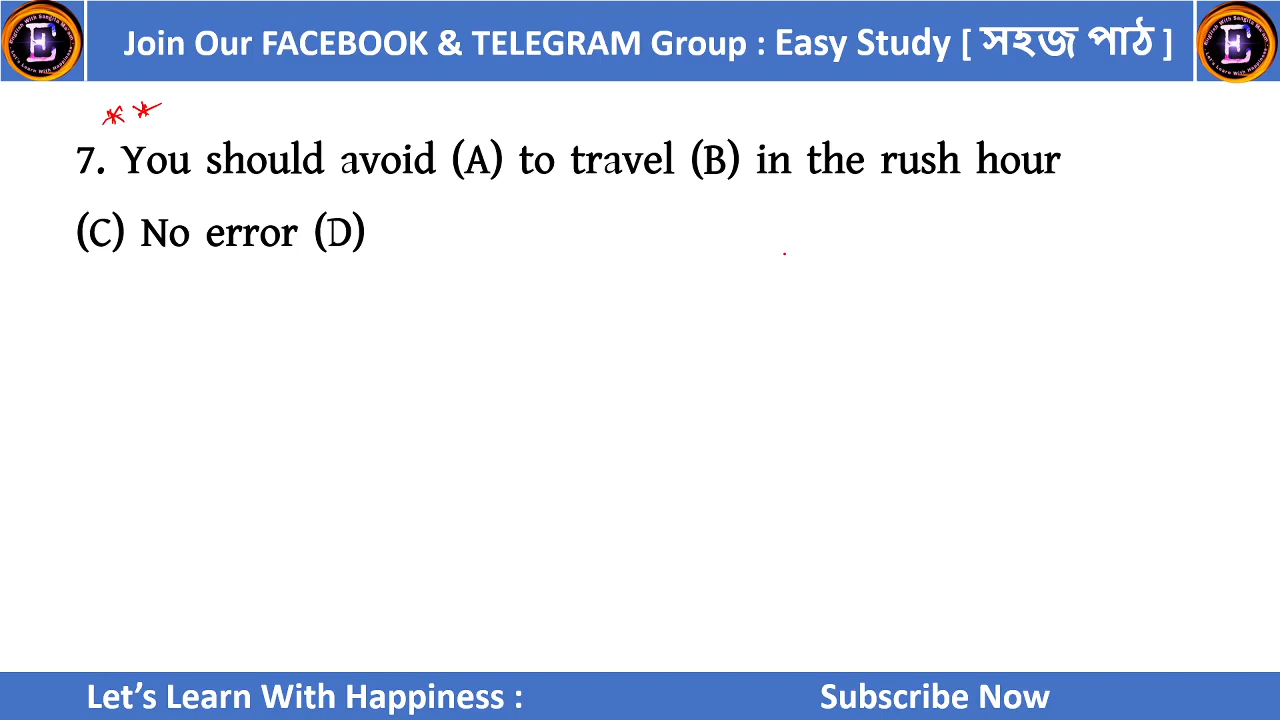 Join Our FACEBOOK & TELEGRAM Group : Easy Study [ সহজ পাঠ ]
7. You should avoid (A) to travel (B) in the rush hour
(C) No error (D)
Let's Learn With Happiness :
Subscribe Now